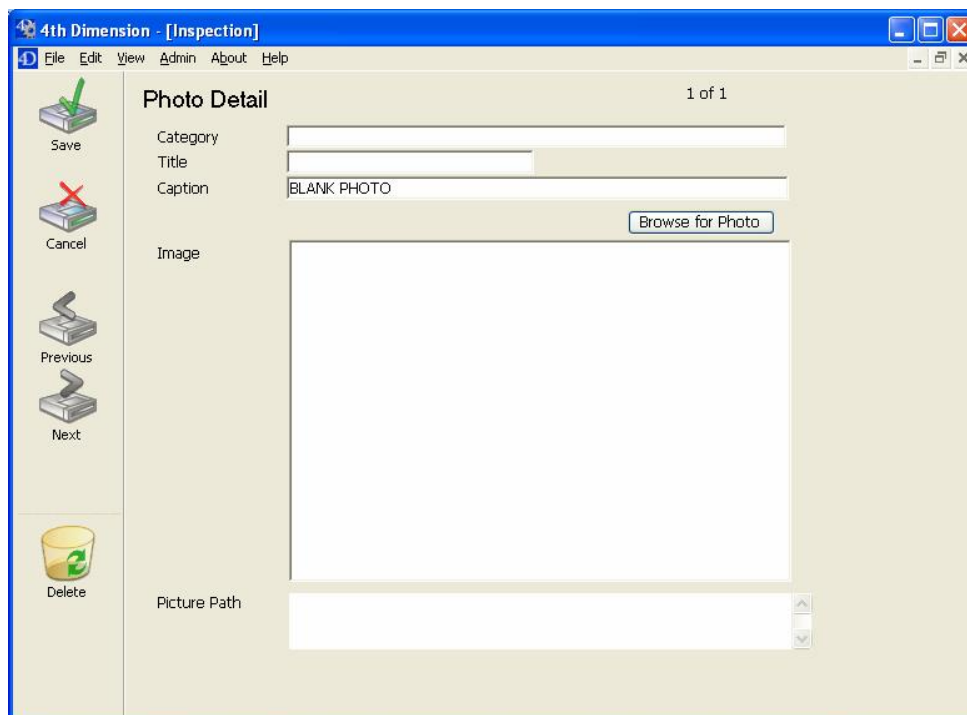 4th Dimension - [Inspection]
4D File Edit View Admin About Help
Photo Detail
1 of 1
Save
Category
Title
Caption BLANK PHOTO
Browse for Photo
Cancel
Image
Previous
Next
Delete
Picture Path